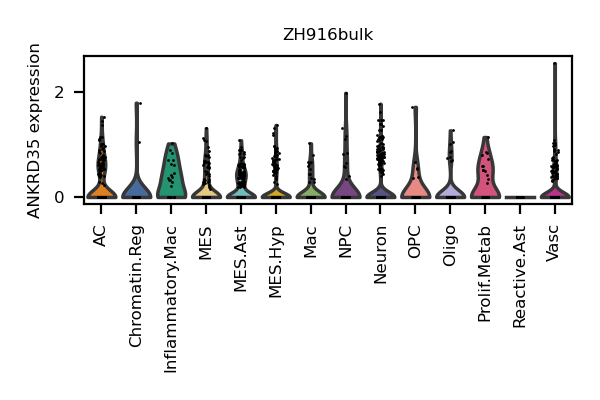 ZH916bulk
ANKRD35 expression
2
0
AC
Chromatin.Reg
Inflammatory.Mac
MES
MES.Ast
MES.Hyp
Mac
NPC
Neuron
OPC
Oligo
Prolif.Metab
Reactive.Ast
Vasc